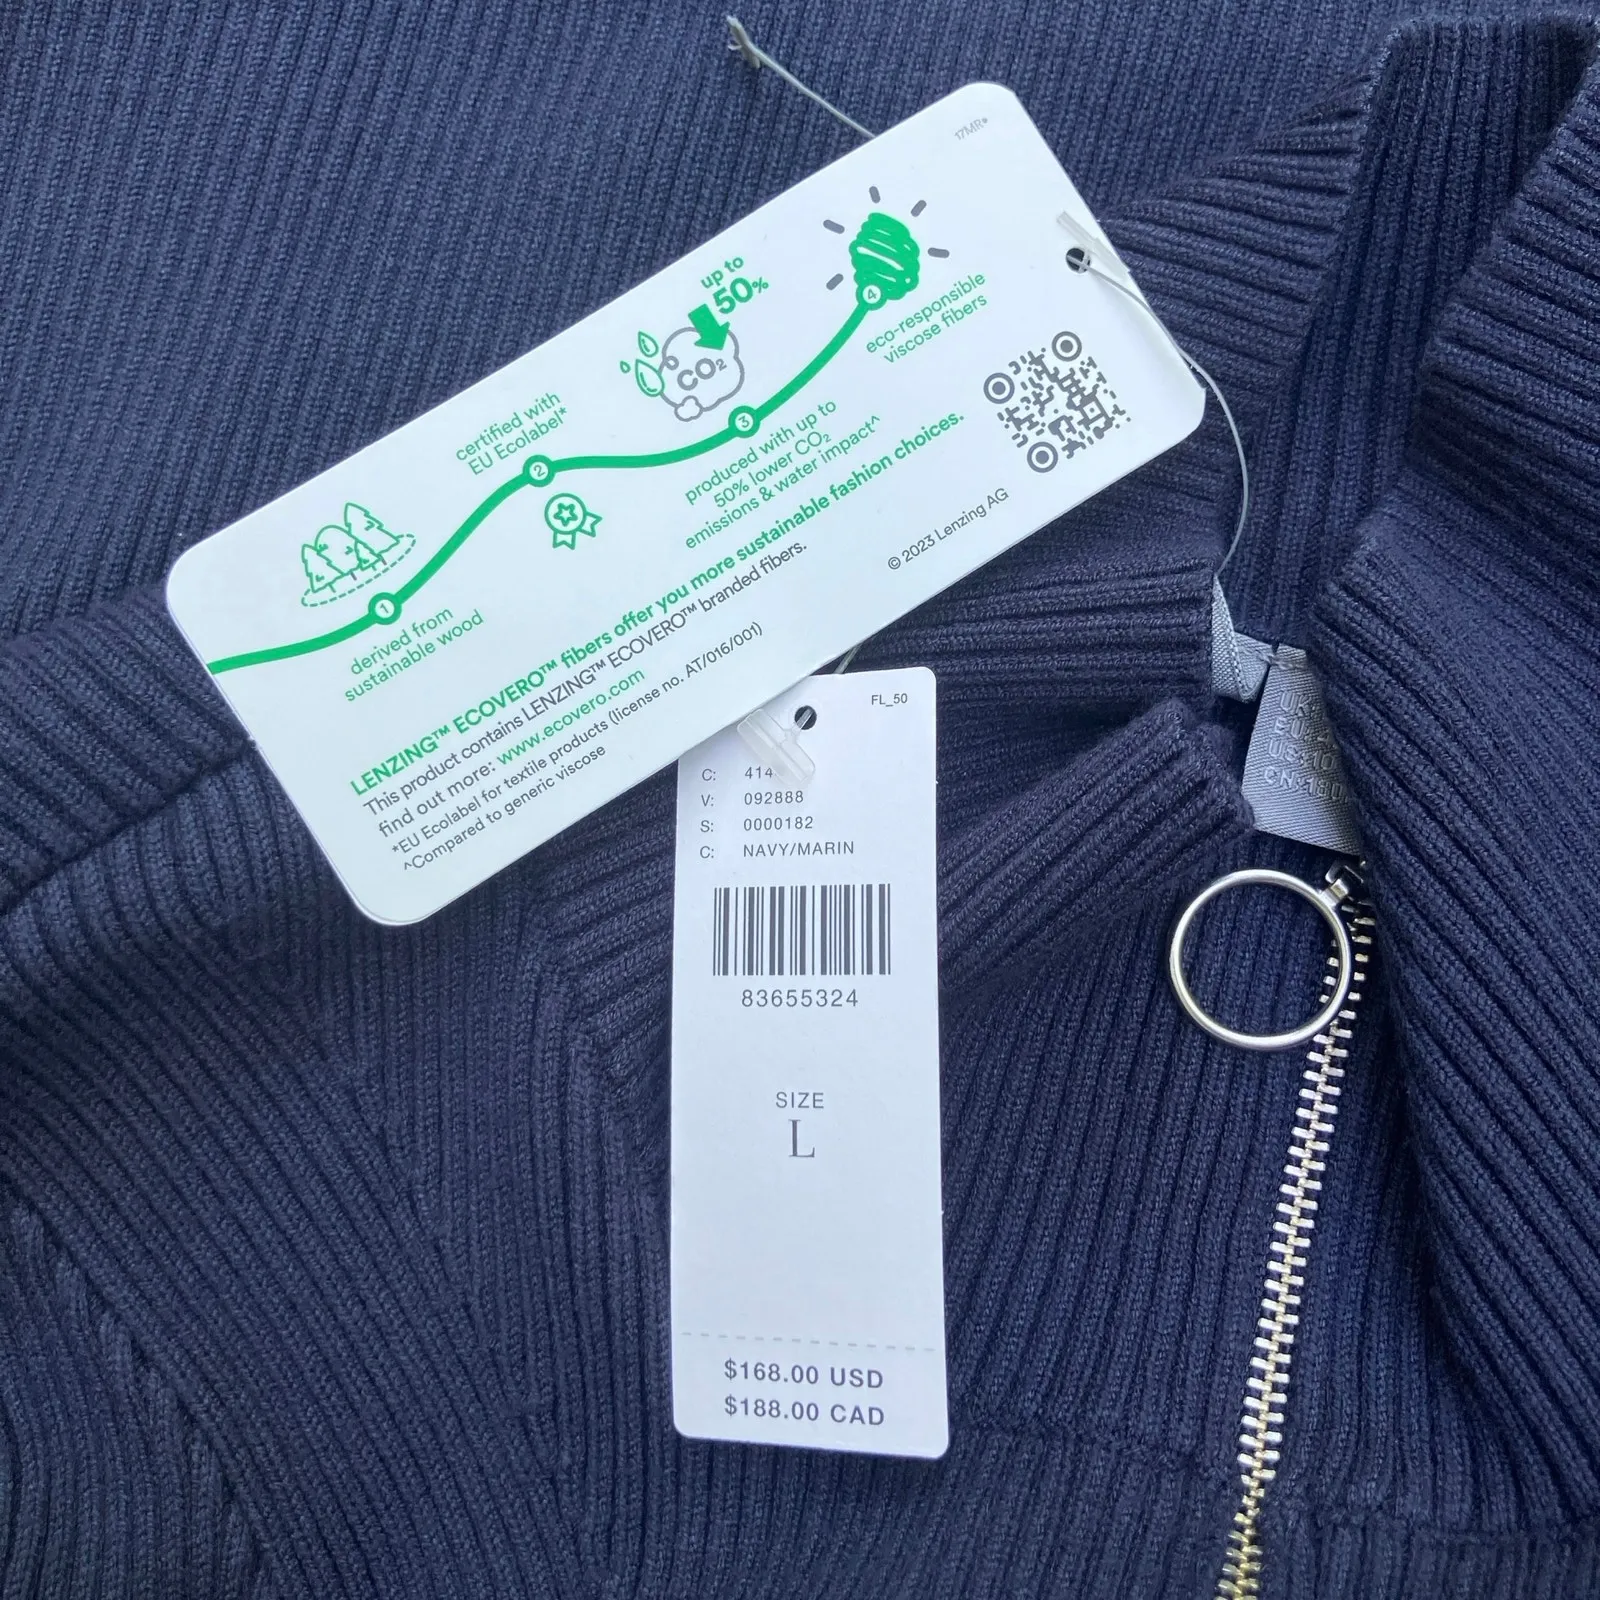 17MR*
up to
50%
CO₂
4
eco-responsible
viscose fibers
3
produced with up to
50% lower CO₂
emissions & water impact^
certified with
EU Ecolabel*
2
1
derived from
sustainable wood
LENZING™ ECOVERO™ fibers offer you more sustainable fashion choices.
This product contains LENZING™ ECOVERO™ branded fibers.
find out more: www.ecovero.com
*EU Ecolabel for textile products (license no. AT/016/001)
^Compared to generic viscose
© 2023 Lenzing AG
FL_50
C:
V: 092888
S: 0000182
C: NAVY/MARIN
83655324
SIZE
L
$168.00 USD
$188.00 CAD